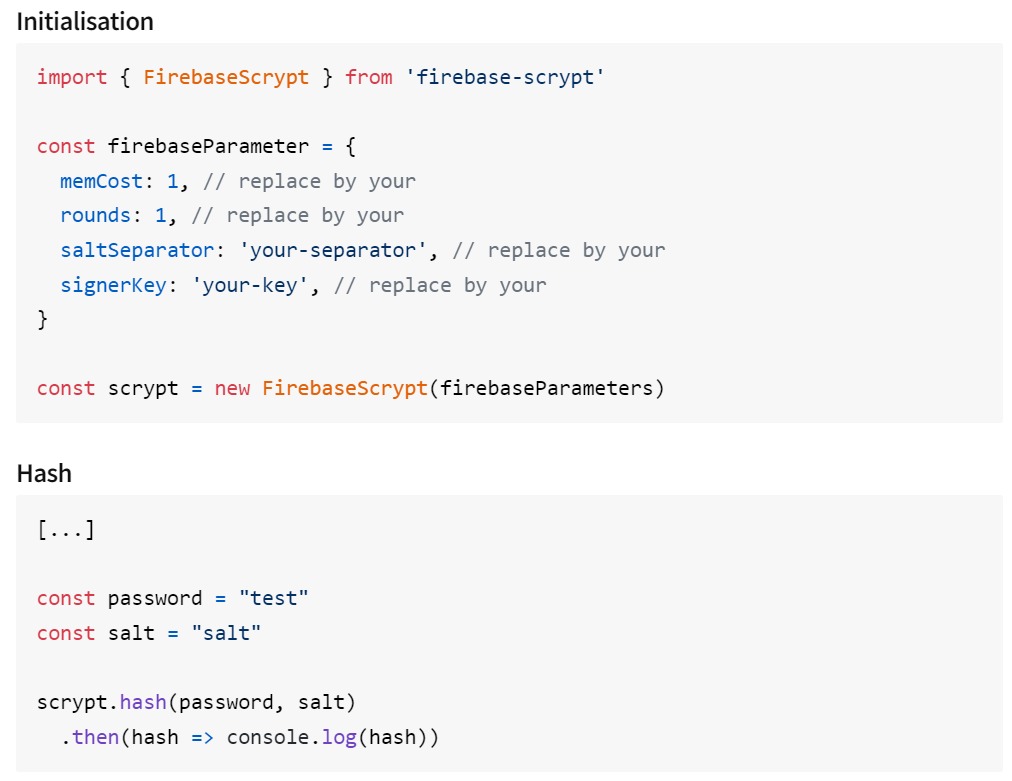 Initialisation
import { FirebaseScrypt } from 'firebase-scrypt'
const firebaseParameter = {
memCost: 1, // replace by your
rounds: 1, // replace by your
saltSeparator: 'your-separator', // replace by your
signerKey: 'your-key', // replace by your
}
const scrypt = new FirebaseScrypt(firebaseParameters)
Hash
[...]
const password = "test"
const salt = "salt"
scrypt.hash(password, salt)
.then(hash => console.log(hash))